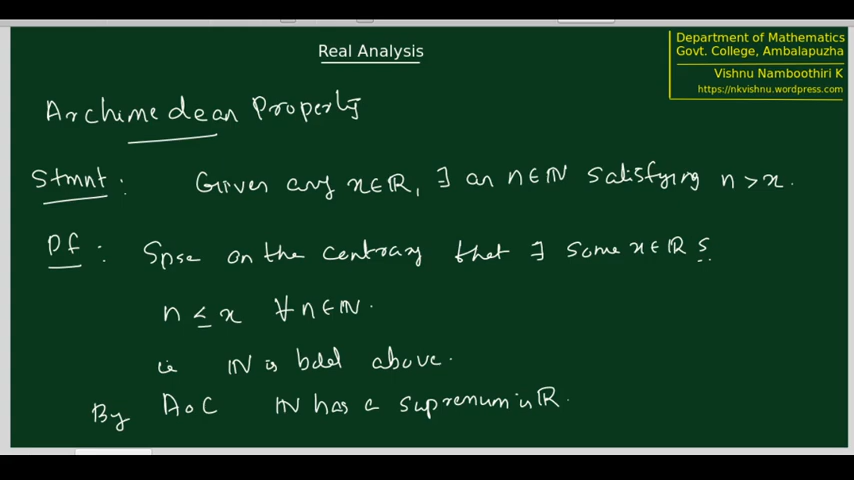 Real Analysis
Department of Mathematics
Govt. College, Ambalapuzha
Vishnu Namboothiri K
https://nkvishnu.wordpress.com
Archimedean Property
Stmnt : Given any x∈ℝ, ∃ an n∈ℕ satisfying n > x.
Pf : Spse on the contrary that ∃ some x∈ℝ s
n ≤ x ∀ n∈ℕ.
ie ℕ is bdd above.
By AoC ℕ has a supremum in ℝ.